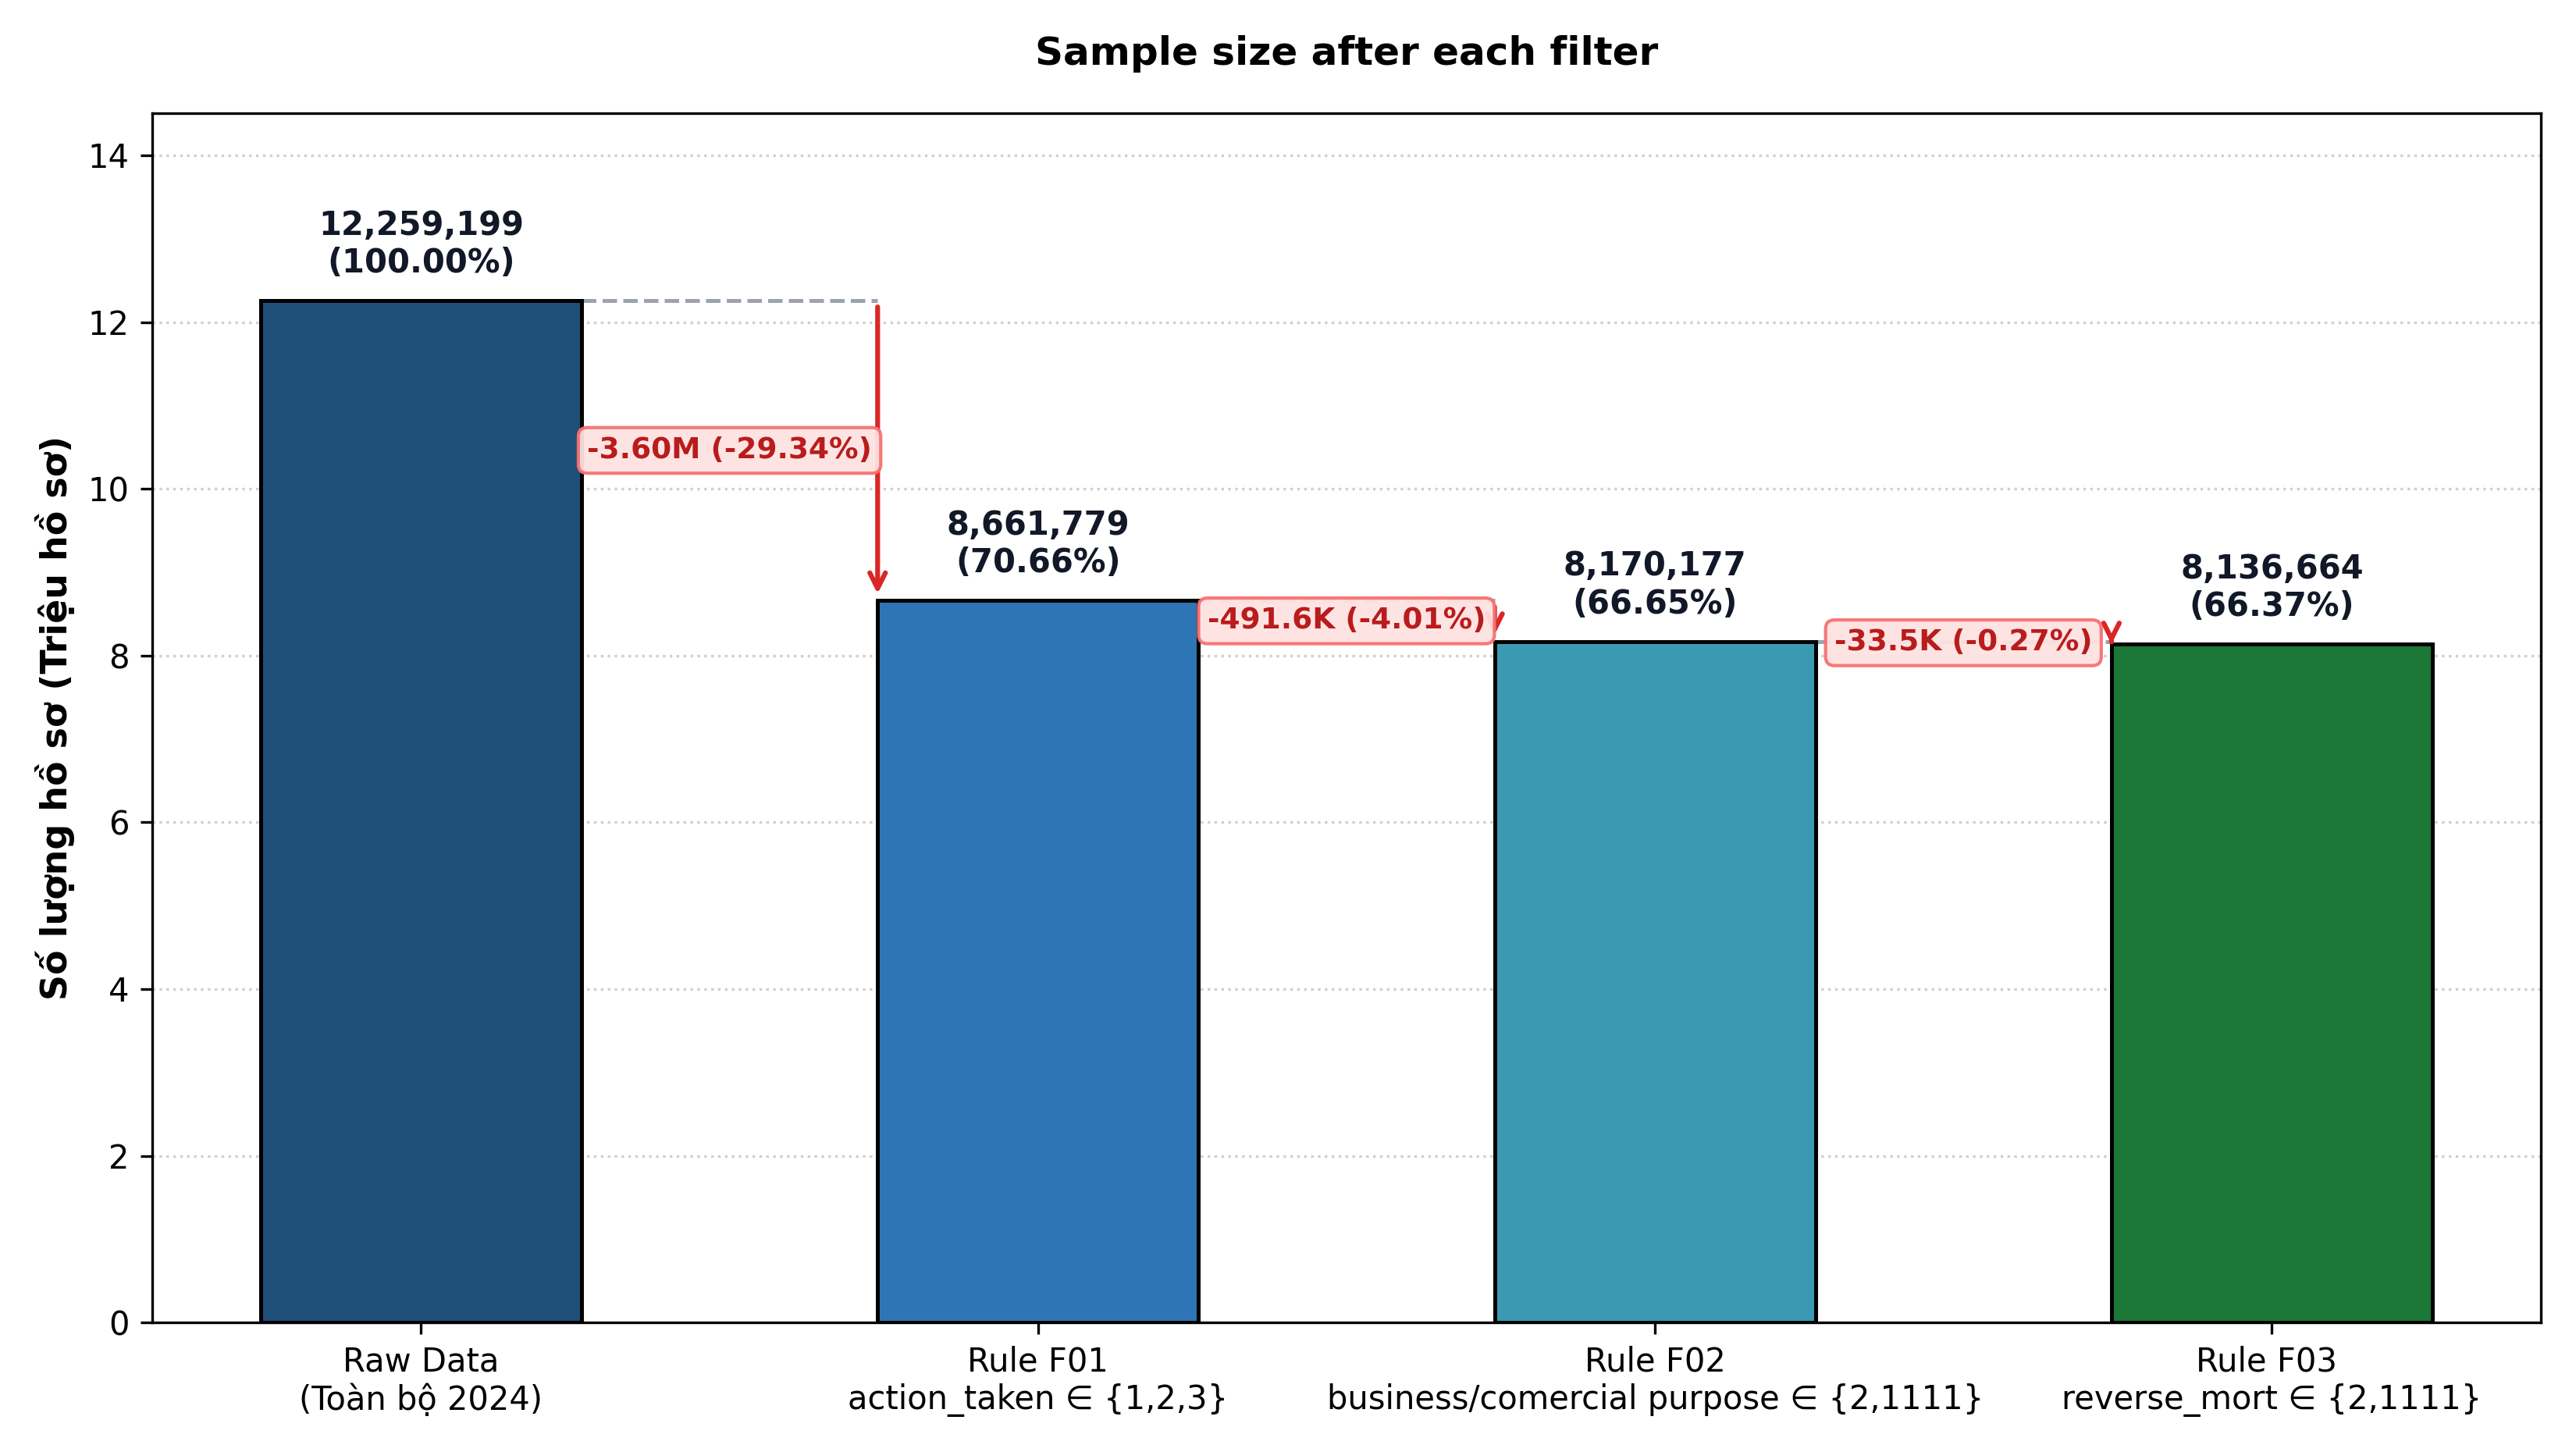 Sample size after each filter
Số lượng hồ sơ (Triệu hồ sơ)
14
12
10
8
6
4
2
0
12,259,199
(100.00%)
-3.60M (-29.34%)
8,661,779
(70.66%)
-491.6K (-4.01%)
8,170,177
(66.65%)
-33.5K (-0.27%)
8,136,664
(66.37%)
Raw Data
(Toàn bộ 2024)
Rule F01
action_taken ∈ {1,2,3}
Rule F02
business/comercial purpose ∈ {2,1111}
Rule F03
reverse_mort ∈ {2,1111}